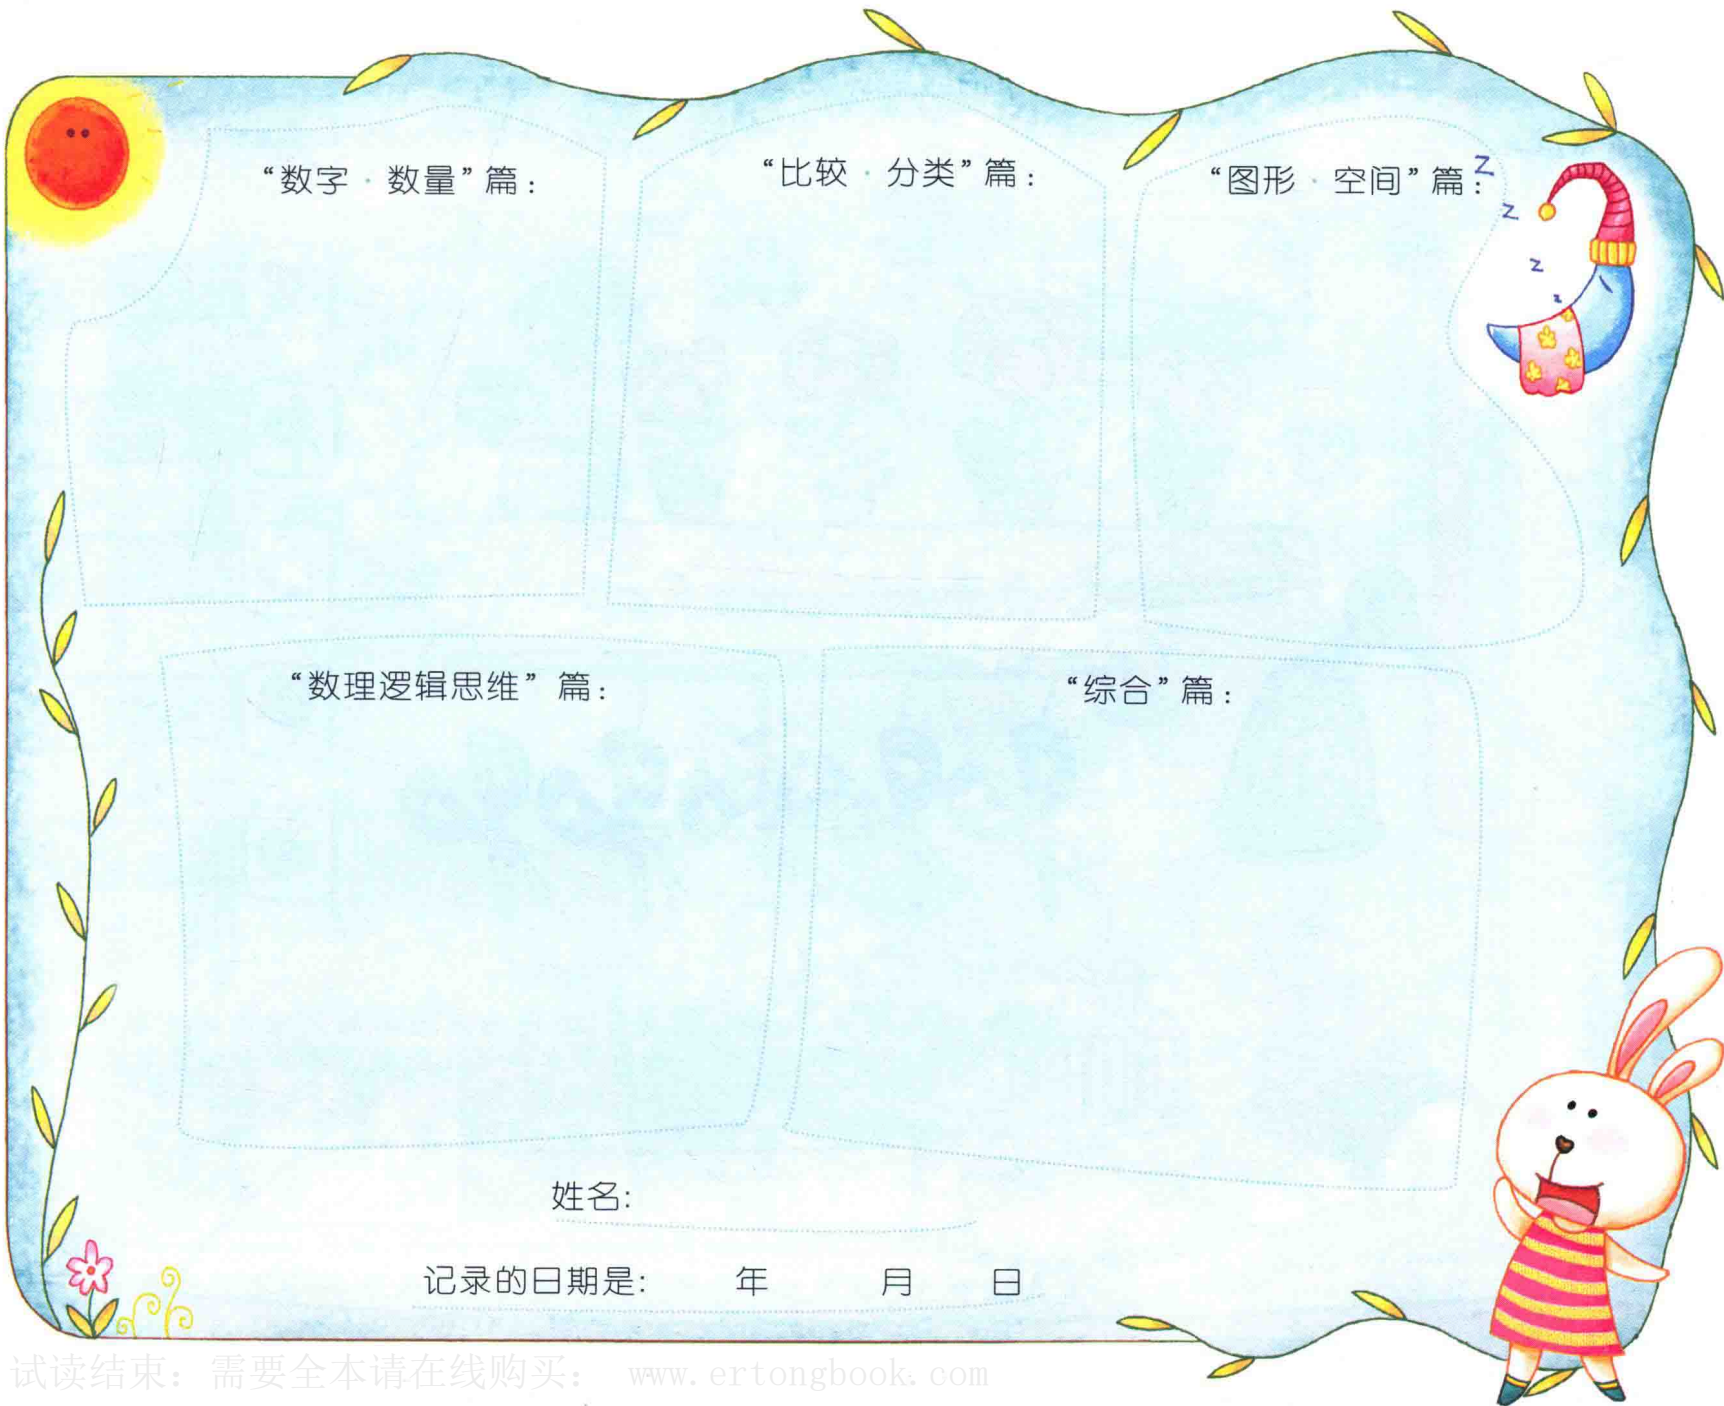 “数字·数量”篇:
“比较·分类”篇:
“图形·空间”篇:
z
z
z
z
“数理逻辑思维” 篇:
“综合”篇:
姓名:
记录的日期是: 年 月 日
试读结束: 需要全本请在线购买: www.ertongbook.com